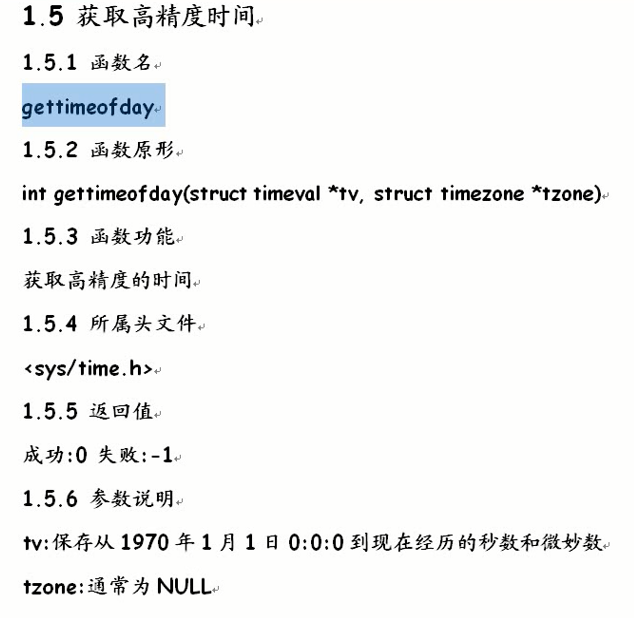 1.5 获取高精度时间
1.5.1 函数名
gettimeofday
1.5.2 函数原形
int gettimeofday(struct timeval *tv, struct timezone *tzone)
1.5.3 函数功能
获取高精度的时间
1.5.4 所属头文件
<sys/time.h>
1.5.5 返回值
成功:0 失败:-1
1.5.6 参数说明
tv:保存从 1970 年 1 月 1 日 0:0:0 到现在经历的秒数和微妙数
tzone:通常为 NULL